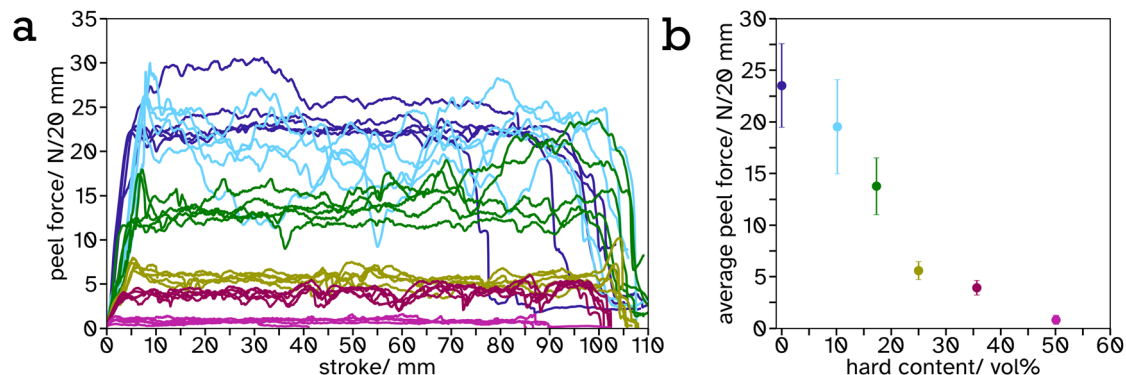 a
peel force/ N/20 mm
35
30
25
20
15
10
5
0
0 10 20 30 40 50 60 70 80 90 100 110
stroke/ mm
b
average peel force/ N/20 mm
30
25
20
15
10
5
0
0 10 20 30 40 50 60
hard content/ vol%